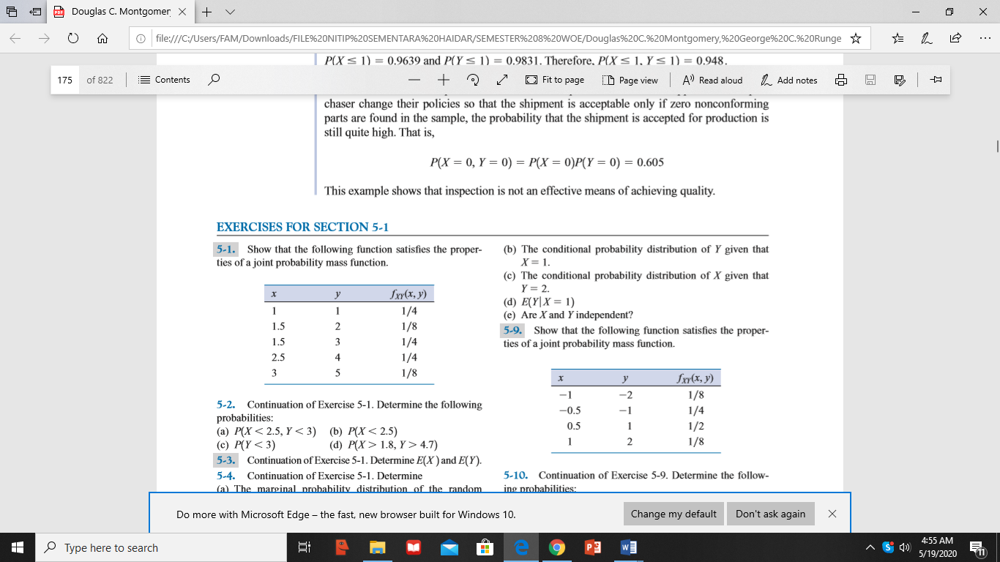 Douglas C. Montgomer
file:///C:/Users/FAM/Downloads/FILE%20NITIP%20SEMENTARA%20HAIDAR/SEMESTER%208%20WOE/Douglas%20C.%20Montgomery,%20George%20C.%20Runge
P(X ≤ 1) = 0.9639 and P(Y ≤ 1) = 0.9831. Therefore, P(X ≤ 1, Y ≤ 1) = 0.948.
175 of 822 Contents Fit to page Page view Read aloud Add notes
chaser change their policies so that the shipment is acceptable only if zero nonconforming
parts are found in the sample, the probability that the shipment is accepted for production is
still quite high. That is,
P(X = 0, Y = 0) = P(X = 0)P(Y = 0) = 0.605
This example shows that inspection is not an effective means of achieving quality.
EXERCISES FOR SECTION 5-1
5-1. Show that the following function satisfies the proper-
ties of a joint probability mass function.
x y fXY(x, y)
1 1 1/4
1.5 2 1/8
1.5 3 1/4
2.5 4 1/4
3 5 1/8
5-2. Continuation of Exercise 5-1. Determine the following
probabilities:
(a) P(X < 2.5, Y < 3) (b) P(X < 2.5)
(c) P(Y < 3) (d) P(X > 1.8, Y > 4.7)
5-3. Continuation of Exercise 5-1. Determine E(X) and E(Y).
5-4. Continuation of Exercise 5-1. Determine
(a) The marginal probability distribution of the random
(b) The conditional probability distribution of Y given that
X = 1.
(c) The conditional probability distribution of X given that
Y = 2.
(d) E(Y|X = 1)
(e) Are X and Y independent?
5-9. Show that the following function satisfies the proper-
ties of a joint probability mass function.
x y fXY(x, y)
−1 −2 1/8
−0.5 −1 1/4
0.5 1 1/2
1 2 1/8
5-10. Continuation of Exercise 5-9. Determine the follow-
ing probabilities:
Do more with Microsoft Edge – the fast, new browser built for Windows 10. Change my default Don't ask again
Type here to search
4:55 AM
5/19/2020
11